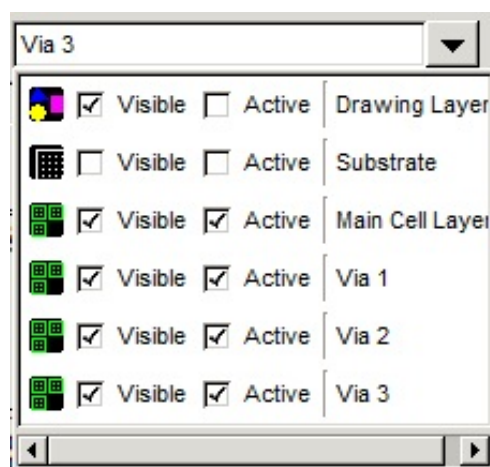 Via 3
Visible Active Drawing Layer
Visible Active Substrate
Visible Active Main Cell Layer
Visible Active Via 1
Visible Active Via 2
Visible Active Via 3